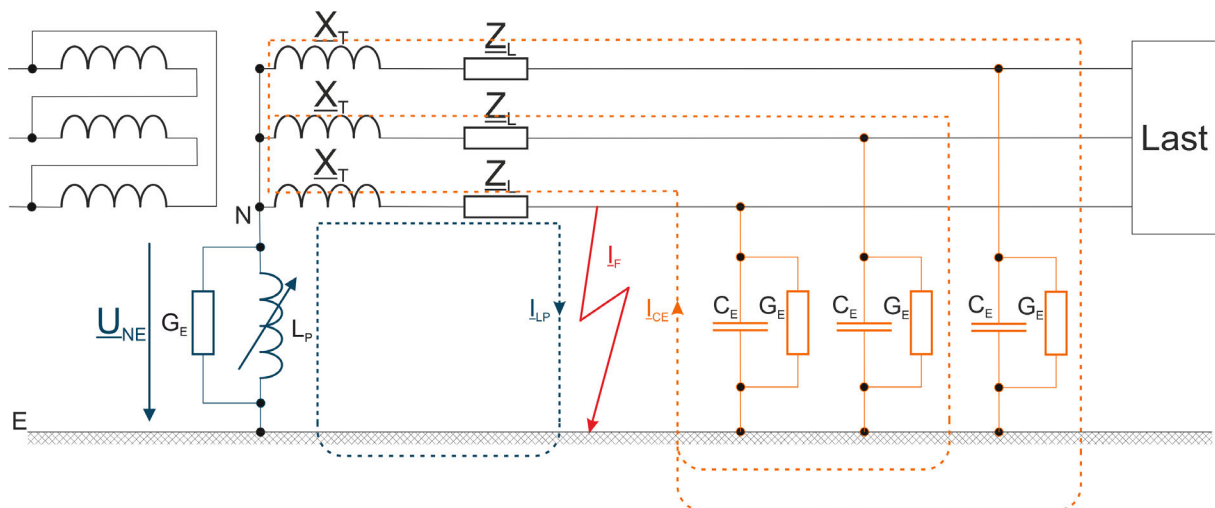 X_T Z_L
X_T Z_L
Last
X_T Z_L
N
I_F
U_NE G_E L_P I_LP I_CE C_E G_E C_E G_E C_E G_E
E